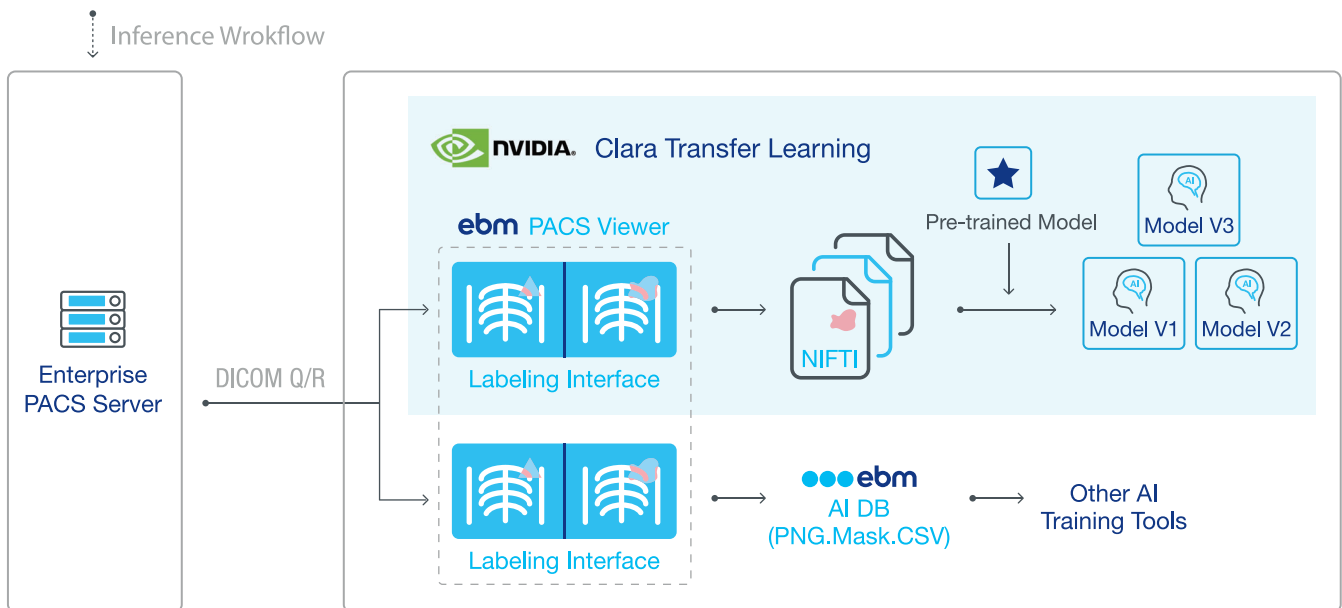 Inference Wrokflow
Enterprise
PACS Server
DICOM Q/R
NVIDIA. Clara Transfer Learning
ebm PACS Viewer
Labeling Interface
NIFTI
Pre-trained Model
AI
Model V3
AI
Model V1
AI
Model V2
Labeling Interface
ebm
AI DB
(PNG.Mask.CSV)
Other AI
Training Tools